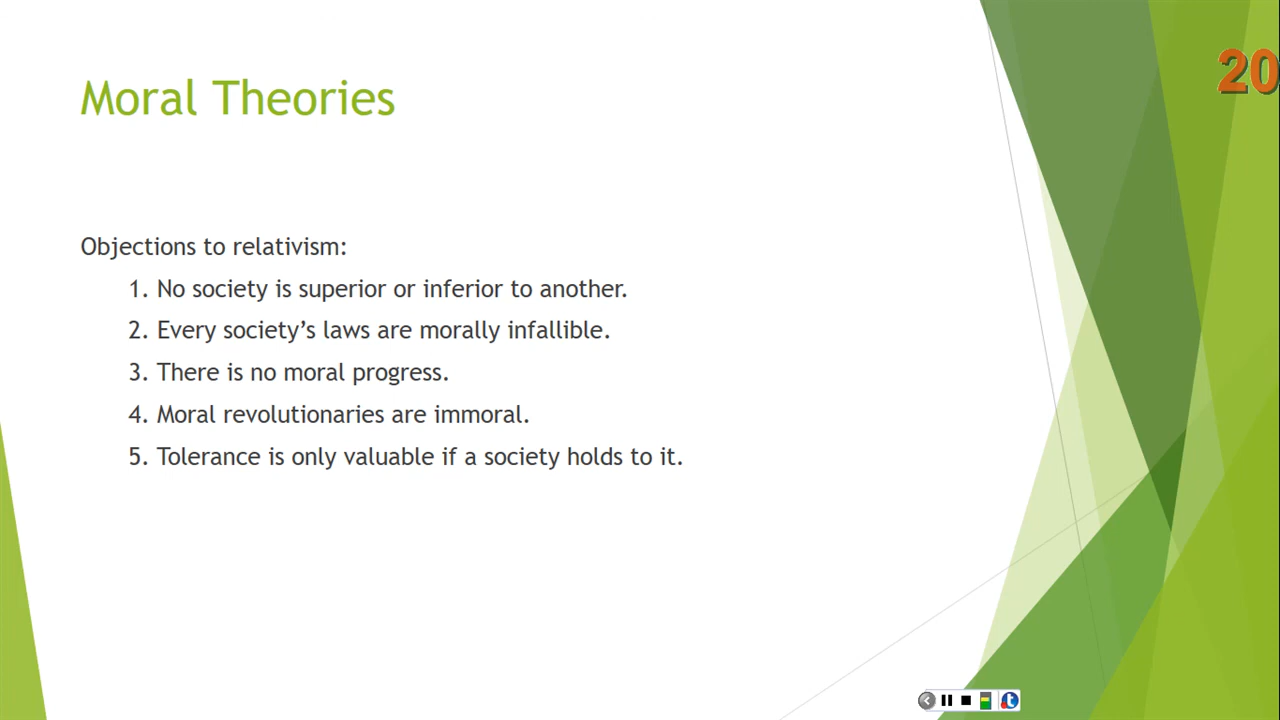 Moral Theories
20
Objections to relativism:
1. No society is superior or inferior to another.
2. Every society’s laws are morally infallible.
3. There is no moral progress.
4. Moral revolutionaries are immoral.
5. Tolerance is only valuable if a society holds to it.
t